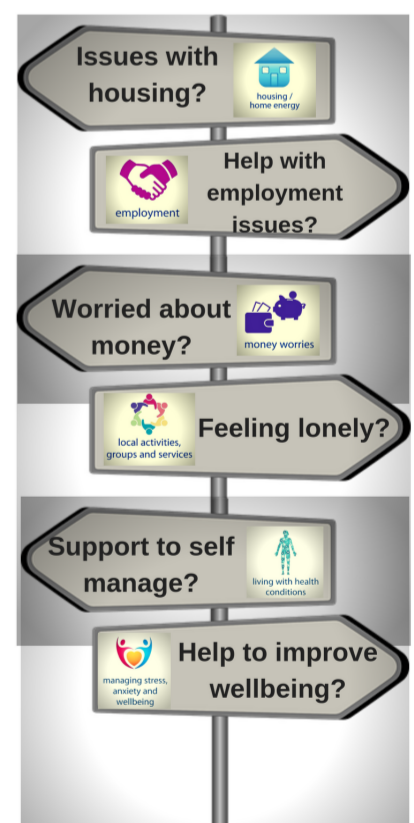 Issues with
housing?
housing /
home energy
employment
Help with
employment
issues?
Worried about
money?
money worries
local activities,
groups and services
Feeling lonely?
Support to self
manage?
living with health
conditions
managing stress,
anxiety and
wellbeing
Help to improve
wellbeing?